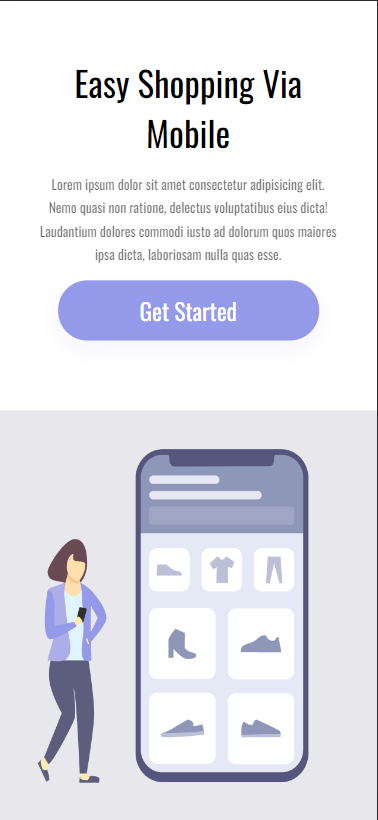 Easy Shopping Via
Mobile
Lorem ipsum dolor sit amet consectetur adipisicing elit.
Nemo quasi non ratione, delectus voluptatibus eius dicta!
Laudantium dolores commodi iusto ad dolorum quos maiores
ipsa dicta, laboriosam nulla quas esse.
Get Started